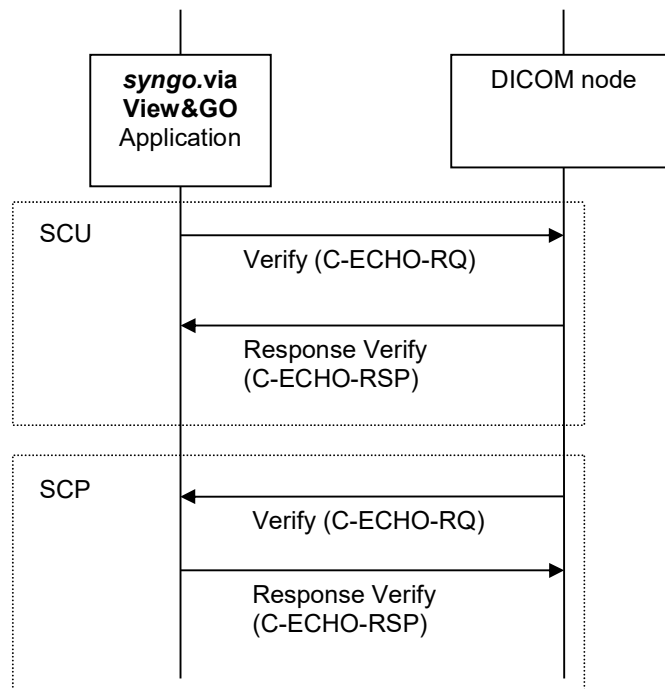 syngo.via
View&GO
Application
DICOM node
SCU
Verify (C-ECHO-RQ)
Response Verify
(C-ECHO-RSP)
SCP
Verify (C-ECHO-RQ)
Response Verify
(C-ECHO-RSP)